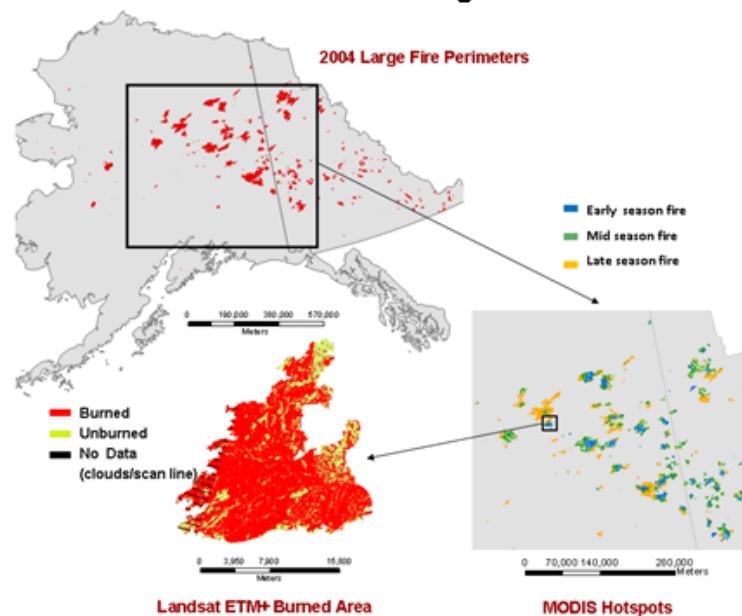 2004 Large Fire Perimeters
Early season fire
Mid season fire
Late season fire
0 190,000 380,000 570,000
Meters
Burned
Unburned
No Data
(clouds/scan line)
0 3,950 7,900 15,800
Meters
0 70,000 140,000 280,000
Meters
Landsat ETM+ Burned Area
MODIS Hotspots